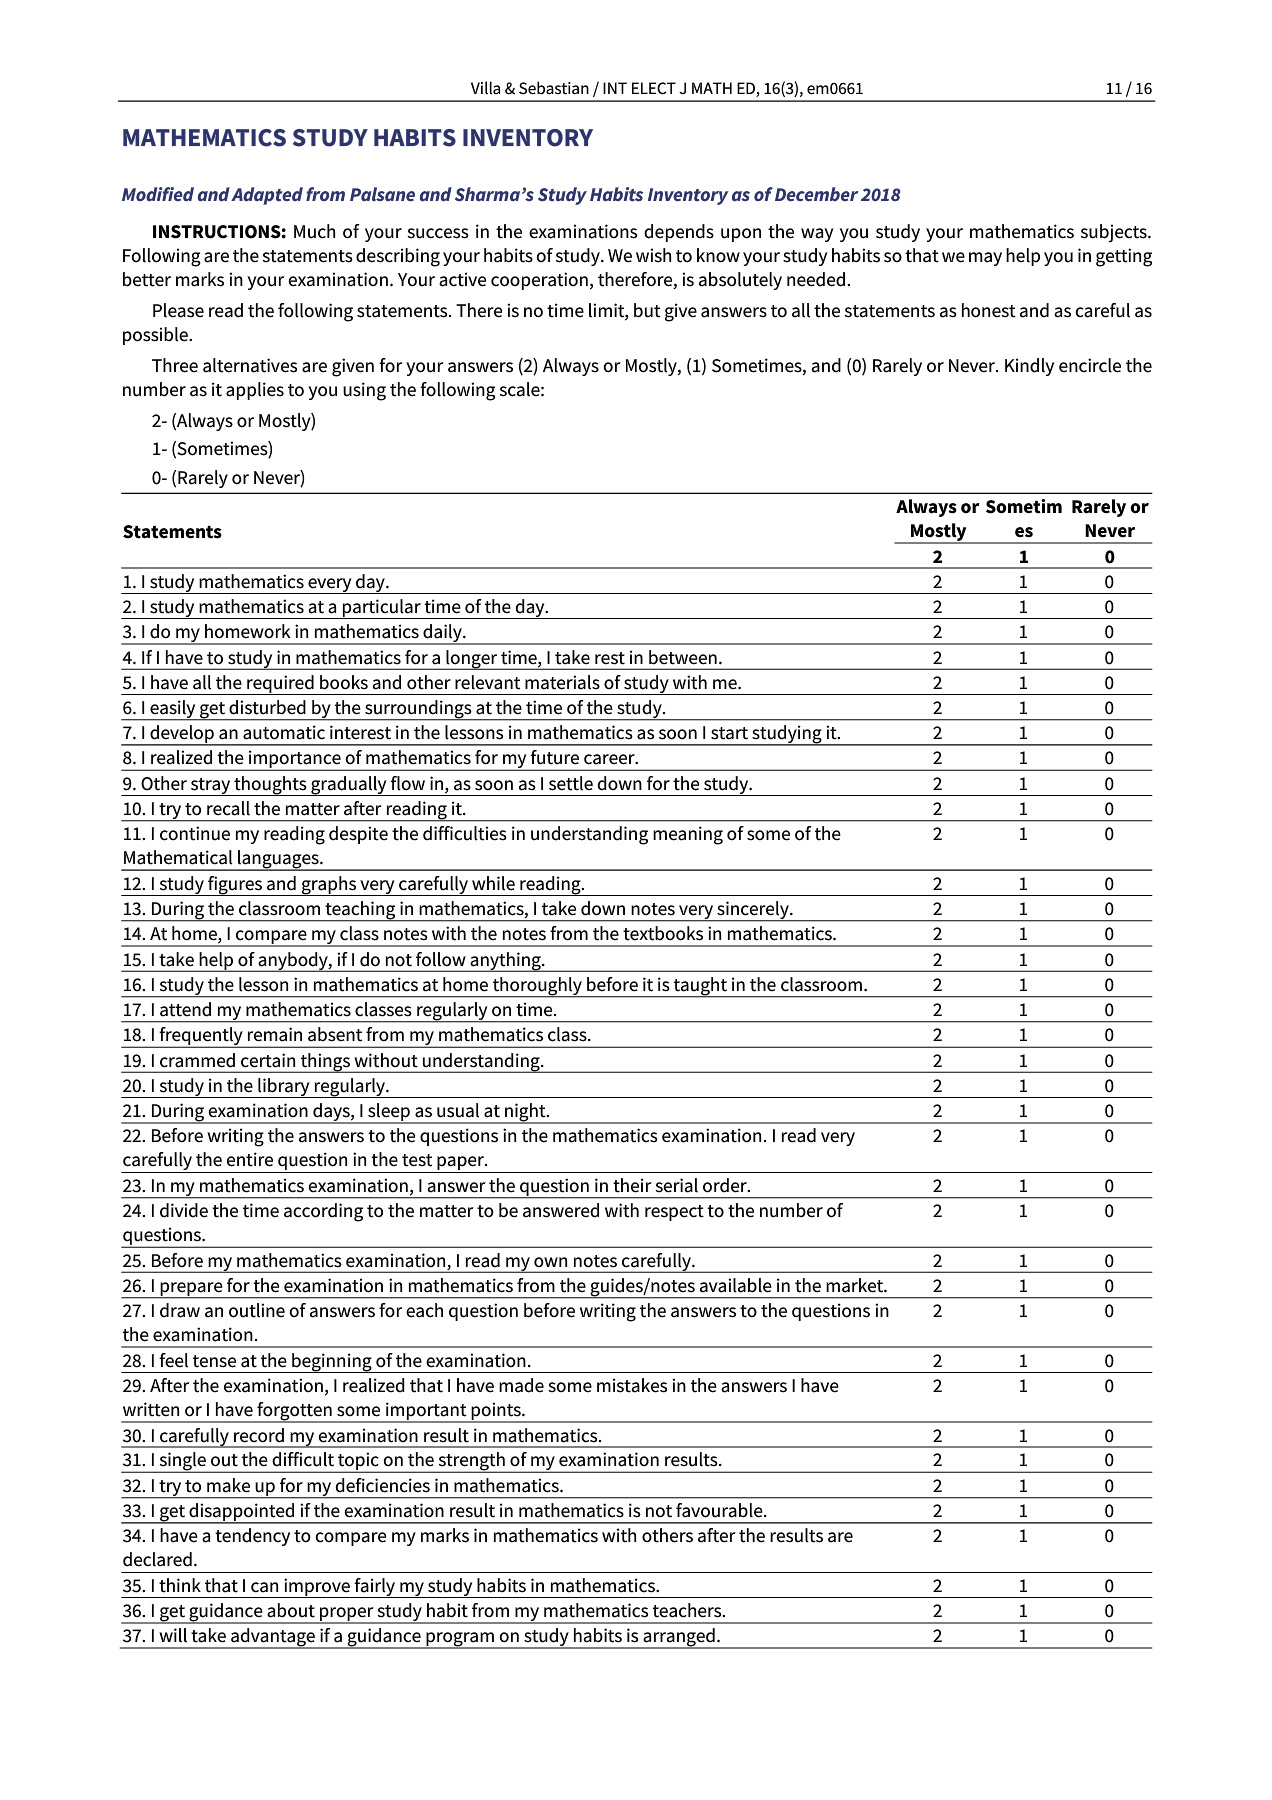 Villa & Sebastian / INT ELECT J MATH ED, 16(3), em0661 11 / 16
MATHEMATICS STUDY HABITS INVENTORY
Modified and Adapted from Palsane and Sharma’s Study Habits Inventory as of December 2018
INSTRUCTIONS: Much of your success in the examinations depends upon the way you study your mathematics subjects.
Following are the statements describing your habits of study. We wish to know your study habits so that we may help you in getting
better marks in your examination. Your active cooperation, therefore, is absolutely needed.
Please read the following statements. There is no time limit, but give answers to all the statements as honest and as careful as
possible.
Three alternatives are given for your answers (2) Always or Mostly, (1) Sometimes, and (0) Rarely or Never. Kindly encircle the
number as it applies to you using the following scale:
2- (Always or Mostly)
1- (Sometimes)
0- (Rarely or Never)
Always or Sometim Rarely or
Statements Mostly es Never
2 1 0
1. I study mathematics every day. 2 1 0
2. I study mathematics at a particular time of the day. 2 1 0
3. I do my homework in mathematics daily. 2 1 0
4. If I have to study in mathematics for a longer time, I take rest in between. 2 1 0
5. I have all the required books and other relevant materials of study with me. 2 1 0
6. I easily get disturbed by the surroundings at the time of the study. 2 1 0
7. I develop an automatic interest in the lessons in mathematics as soon I start studying it. 2 1 0
8. I realized the importance of mathematics for my future career. 2 1 0
9. Other stray thoughts gradually flow in, as soon as I settle down for the study. 2 1 0
10. I try to recall the matter after reading it. 2 1 0
11. I continue my reading despite the difficulties in understanding meaning of some of the 2 1 0
Mathematical languages.
12. I study figures and graphs very carefully while reading. 2 1 0
13. During the classroom teaching in mathematics, I take down notes very sincerely. 2 1 0
14. At home, I compare my class notes with the notes from the textbooks in mathematics. 2 1 0
15. I take help of anybody, if I do not follow anything. 2 1 0
16. I study the lesson in mathematics at home thoroughly before it is taught in the classroom. 2 1 0
17. I attend my mathematics classes regularly on time. 2 1 0
18. I frequently remain absent from my mathematics class. 2 1 0
19. I crammed certain things without understanding. 2 1 0
20. I study in the library regularly. 2 1 0
21. During examination days, I sleep as usual at night. 2 1 0
22. Before writing the answers to the questions in the mathematics examination. I read very 2 1 0
carefully the entire question in the test paper.
23. In my mathematics examination, I answer the question in their serial order. 2 1 0
24. I divide the time according to the matter to be answered with respect to the number of 2 1 0
questions.
25. Before my mathematics examination, I read my own notes carefully. 2 1 0
26. I prepare for the examination in mathematics from the guides/notes available in the market. 2 1 0
27. I draw an outline of answers for each question before writing the answers to the questions in 2 1 0
the examination.
28. I feel tense at the beginning of the examination. 2 1 0
29. After the examination, I realized that I have made some mistakes in the answers I have 2 1 0
written or I have forgotten some important points.
30. I carefully record my examination result in mathematics. 2 1 0
31. I single out the difficult topic on the strength of my examination results. 2 1 0
32. I try to make up for my deficiencies in mathematics. 2 1 0
33. I get disappointed if the examination result in mathematics is not favourable. 2 1 0
34. I have a tendency to compare my marks in mathematics with others after the results are 2 1 0
declared.
35. I think that I can improve fairly my study habits in mathematics. 2 1 0
36. I get guidance about proper study habit from my mathematics teachers. 2 1 0
37. I will take advantage if a guidance program on study habits is arranged. 2 1 0